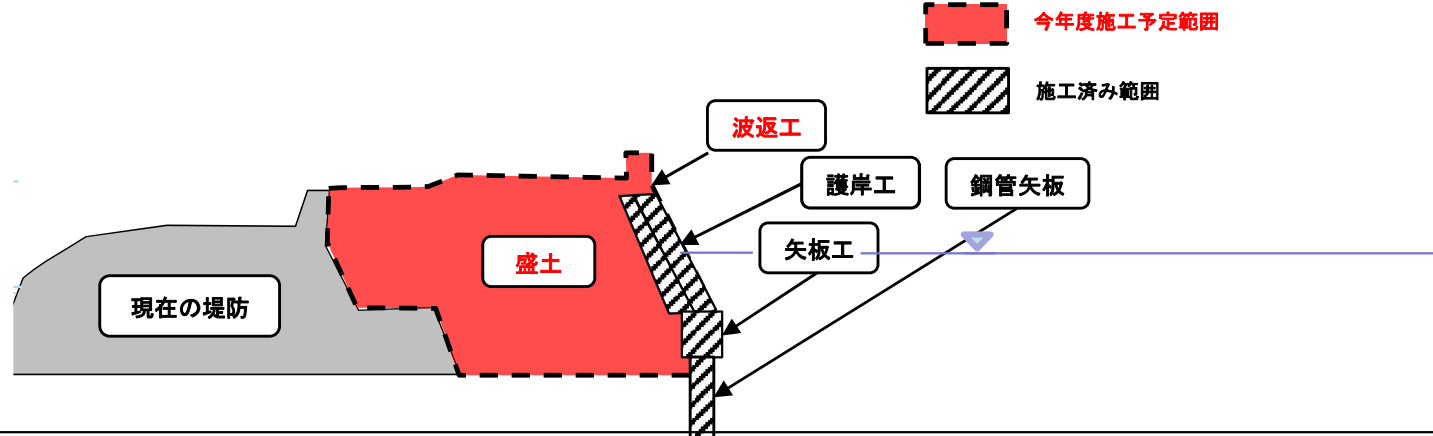 今年度施工予定範囲
施工済み範囲
波返工
護岸工
鋼管矢板
矢板工
盛土
現在の堤防